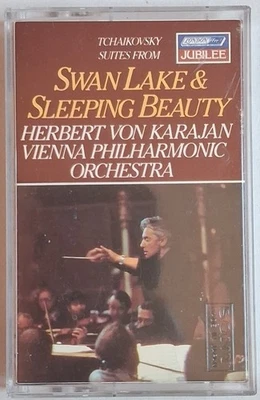 TCHAIKOVSKY
SUITES FROM
LONDON
JUBILEE
SWAN LAKE &
SLEEPING BEAUTY
HERBERT VON KARAJAN
VIENNA PHILHARMONIC
ORCHESTRA